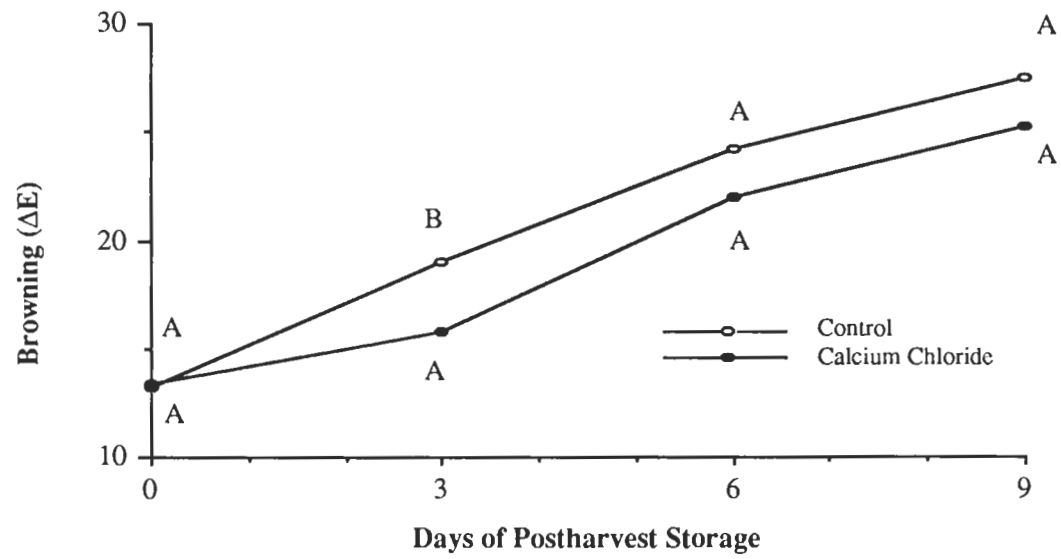 30
A
A
A
B
A
20
A
A
A
10
Browning (ΔE)
Control
Calcium Chloride
0 3 6 9
Days of Postharvest Storage